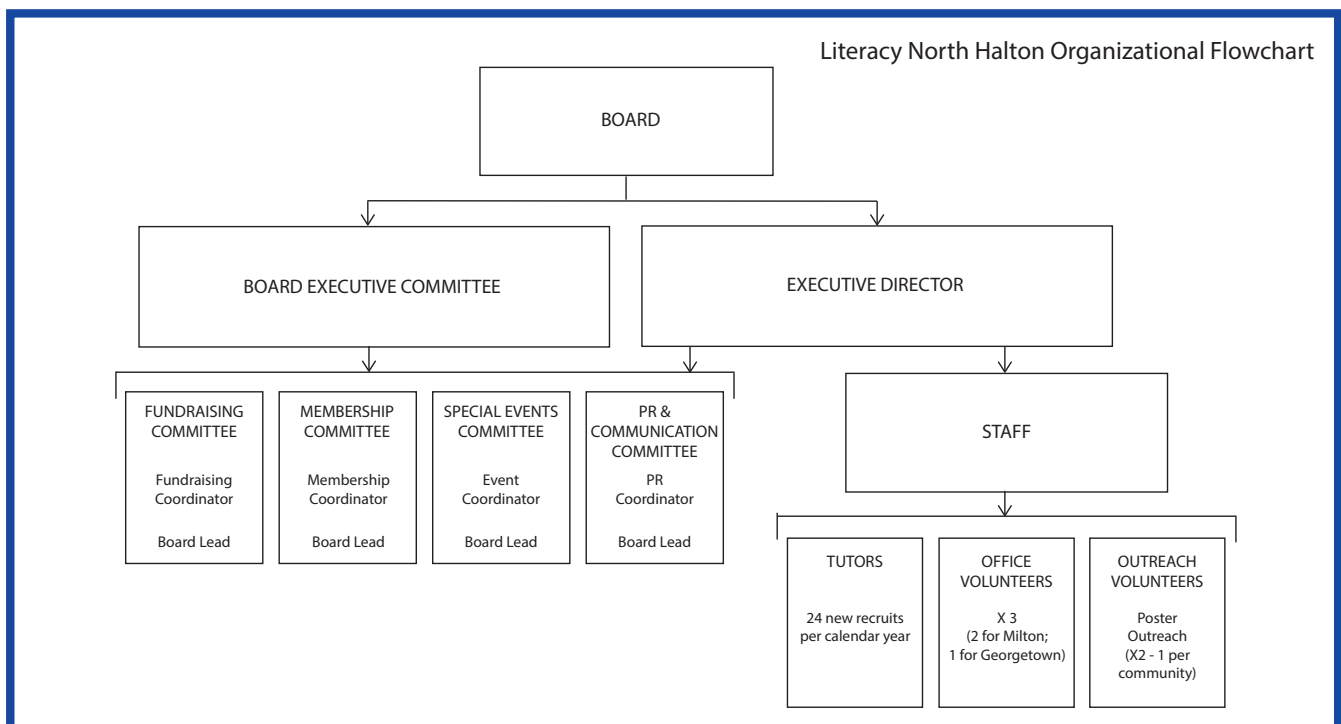 Literacy North Halton Organizational Flowchart
BOARD
BOARD EXECUTIVE COMMITTEE
EXECUTIVE DIRECTOR
FUNDRAISING
COMMITTEE
Fundraising
Coordinator
Board Lead
MEMBERSHIP
COMMITTEE
Membership
Coordinator
Board Lead
SPECIAL EVENTS
COMMITTEE
Event
Coordinator
Board Lead
PR &
COMMUNICATION
COMMITTEE
PR
Coordinator
Board Lead
STAFF
TUTORS
24 new recruits
per calendar year
OFFICE
VOLUNTEERS
X 3
(2 for Milton;
1 for Georgetown)
OUTREACH
VOLUNTEERS
Poster
Outreach
(X2 - 1 per
community)